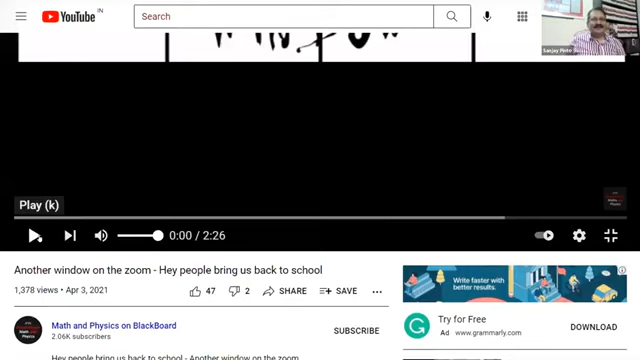 YouTube IN
Search
Sanjay Pinto
WINDOW
Play (k)
0:00 / 2:26
Another window on the zoom - Hey people bring us back to school
1,378 views • Apr 3, 2021
47
2
SHARE
SAVE
Math and Physics on BlackBoard
2.06K subscribers
SUBSCRIBE
Hey people bring us back to school - Another window on the zoom
Write faster with
better results.
Try for Free
Ad www.grammarly.com
DOWNLOAD